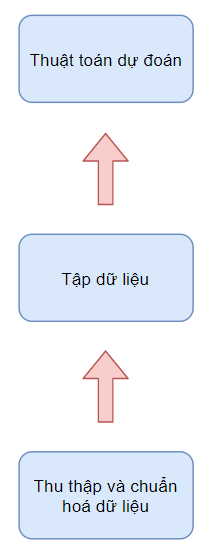 Thuật toán dự đoán
Tập dữ liệu
Thu thập và chuẩn
hoá dữ liệu